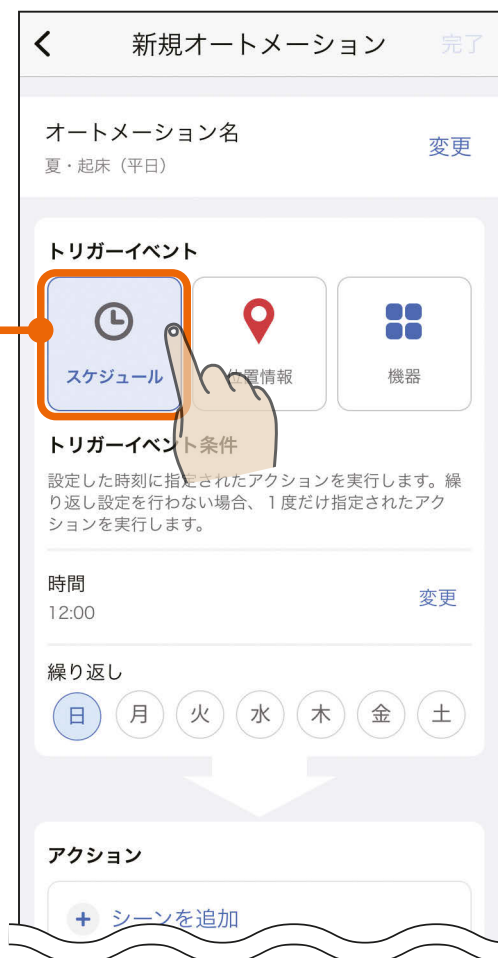 新規オートメーション 完了
オートメーション名
夏・起床（平日）
変更
トリガーイベント
スケジュール 位置情報 機器
トリガーイベント条件
設定した時刻に指定されたアクションを実行します。繰
り返し設定を行わない場合、1度だけ指定されたアク
ションを実行します。
時間
12:00
変更
繰り返し
日 月 火 水 木 金 土
アクション
+ シーンを追加